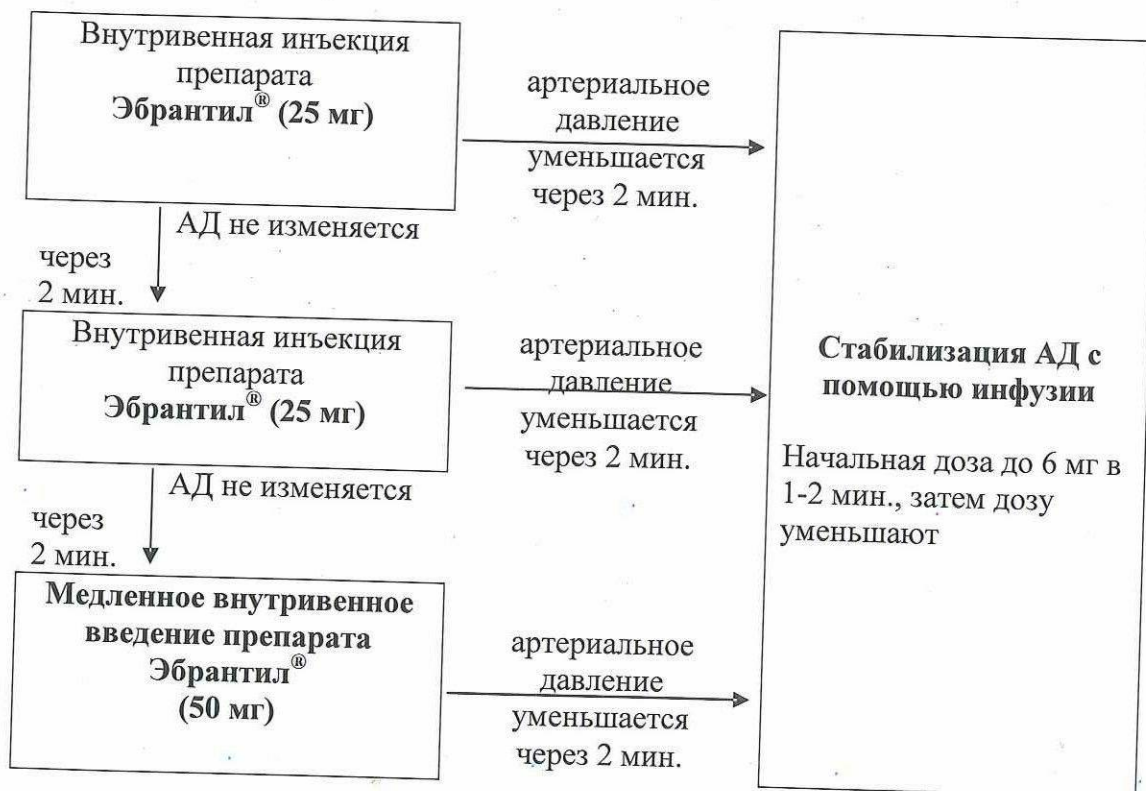 Внутривенная инъекция
препарата
Эбрантил® (25 мг)
артериальное
давление
уменьшается
через 2 мин.
АД не изменяется
через
2 мин.
Внутривенная инъекция
препарата
Эбрантил® (25 мг)
артериальное
давление
уменьшается
через 2 мин.
АД не изменяется
через
2 мин.
Медленное внутривенное
введение препарата
Эбрантил®
(50 мг)
артериальное
давление
уменьшается
через 2 мин.
Стабилизация АД с
помощью инфузии
Начальная доза до 6 мг в
1-2 мин., затем дозу
уменьшают